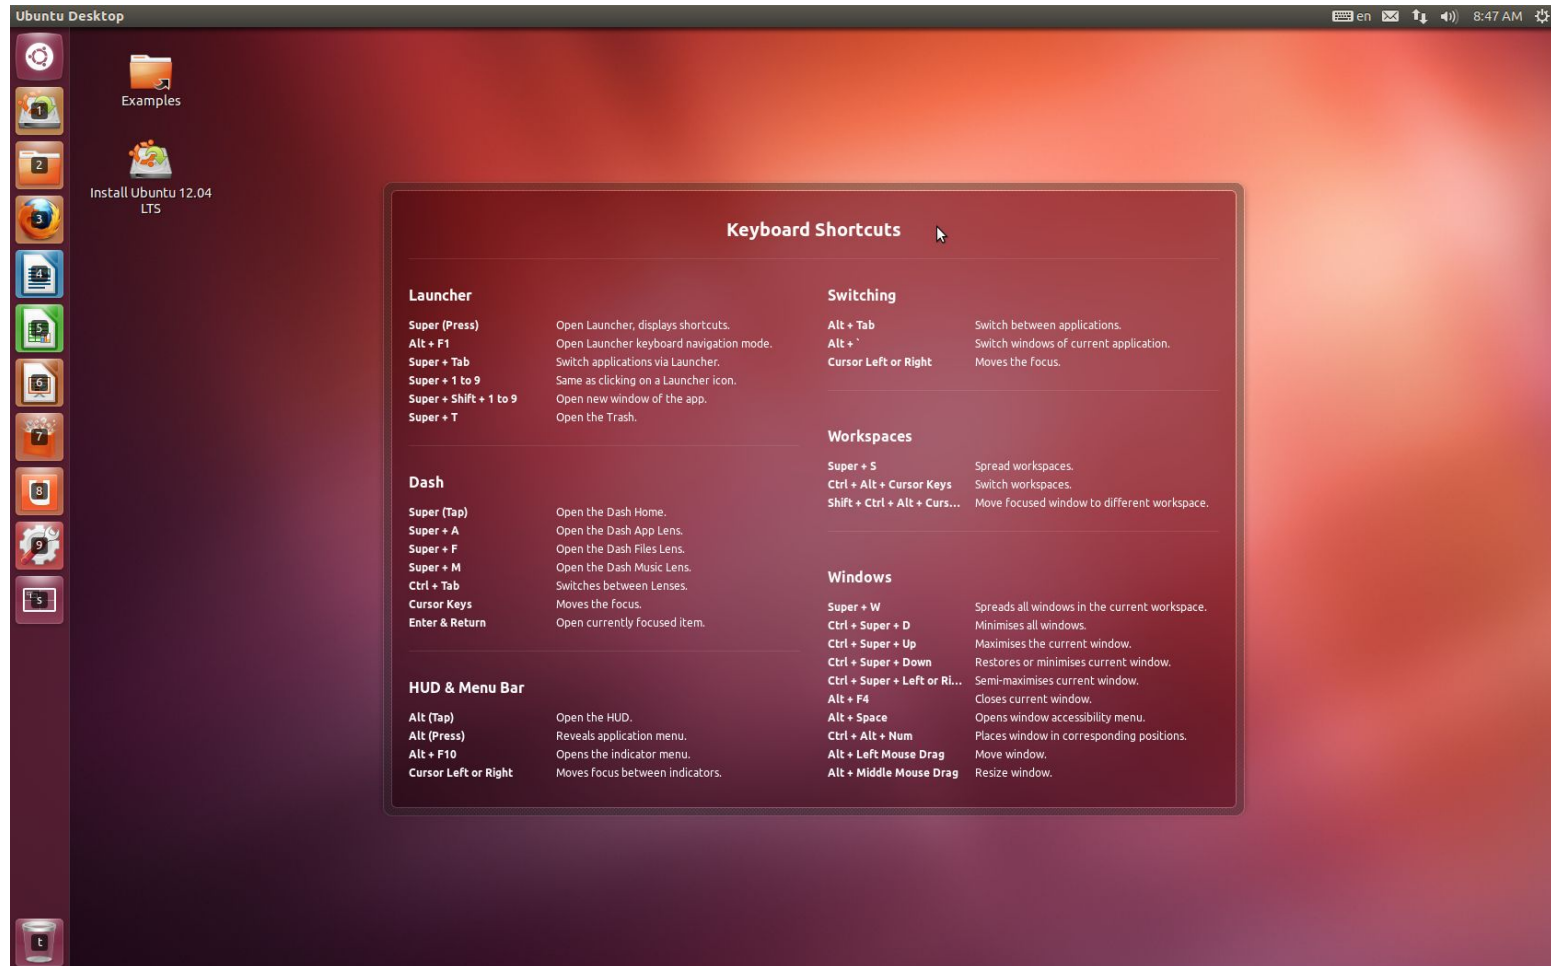 Ubuntu Desktop
en
8:47 AM
Examples
Install Ubuntu 12.04
LTS
1
2
3
4
5
6
7
8
9
S
t
Keyboard Shortcuts
Launcher
Super (Press) Open Launcher, displays shortcuts.
Alt + F1 Open Launcher keyboard navigation mode.
Super + Tab Switch applications via Launcher.
Super + 1 to 9 Same as clicking on a Launcher icon.
Super + Shift + 1 to 9 Open new window of the app.
Super + T Open the Trash.
Dash
Super (Tap) Open the Dash Home.
Super + A Open the Dash App Lens.
Super + F Open the Dash Files Lens.
Super + M Open the Dash Music Lens.
Ctrl + Tab Switches between Lenses.
Cursor Keys Moves the focus.
Enter & Return Open currently focused item.
HUD & Menu Bar
Alt (Tap) Open the HUD.
Alt (Press) Reveals application menu.
Alt + F10 Opens the indicator menu.
Cursor Left or Right Moves focus between indicators.
Switching
Alt + Tab Switch between applications.
Alt + ` Switch windows of current application.
Cursor Left or Right Moves the focus.
Workspaces
Super + S Spread workspaces.
Ctrl + Alt + Cursor Keys Switch workspaces.
Shift + Ctrl + Alt + Curs... Move focused window to different workspace.
Windows
Super + W Spreads all windows in the current workspace.
Ctrl + Super + D Minimises all windows.
Ctrl + Super + Up Maximises the current window.
Ctrl + Super + Down Restores or minimises current window.
Ctrl + Super + Left or Ri... Semi-maximises current window.
Alt + F4 Closes current window.
Alt + Space Opens window accessibility menu.
Ctrl + Alt + Num Places window in corresponding positions.
Alt + Left Mouse Drag Move window.
Alt + Middle Mouse Drag Resize window.